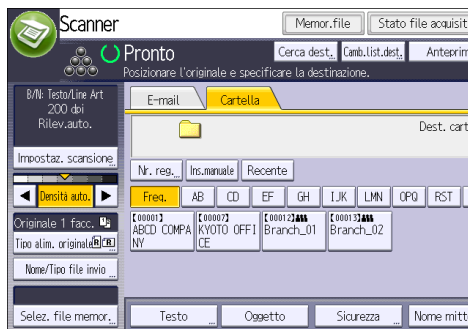 Scanner
Memor.file
Stato file acquisit
Pronto
Cerca dest.
Camb.list.dest.
Anteprim
Posizionare l'originale e specificare la destinazione.
B/N: Testo/Line Art
200 dpi
Rilev.auto.
E-mail
Cartella
Dest. cart
Impostaz. scansione
Nr. reg.
Ins.manuale
Recente
Densità auto.
Freq.
AB
CD
EF
GH
IJK
LMN
OPQ
RST
Originale 1 facc.
[00001]
ABCD COMPA
NY
[00007]
KYOTO OFFI
CE
[00012]
Branch_01
[00013]
Branch_02
Tipo alim. originale
Nome/Tipo file invio
Selez. file memor.
Testo
Oggetto
Sicurezza
Nome mitt